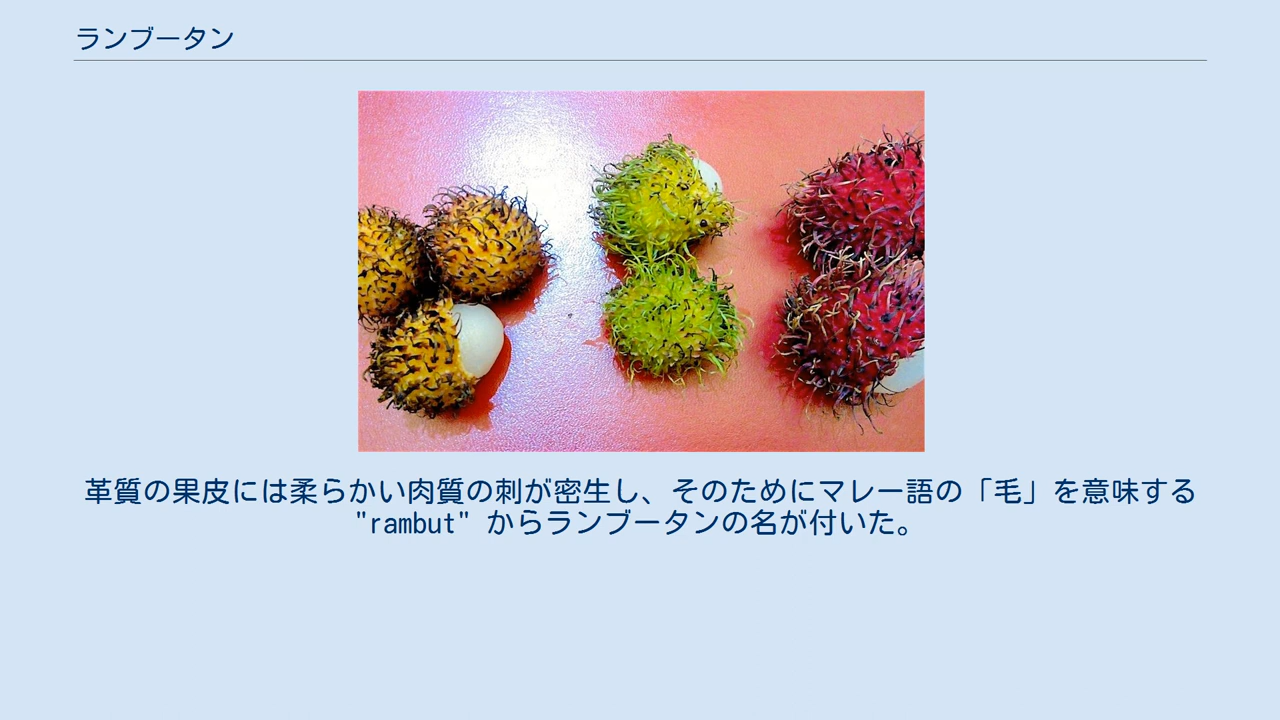 ランブータン
革質の果皮には柔らかい肉質の刺が密生し、そのためにマレー語の「毛」を意味する
"rambut" からランブータンの名が付いた。